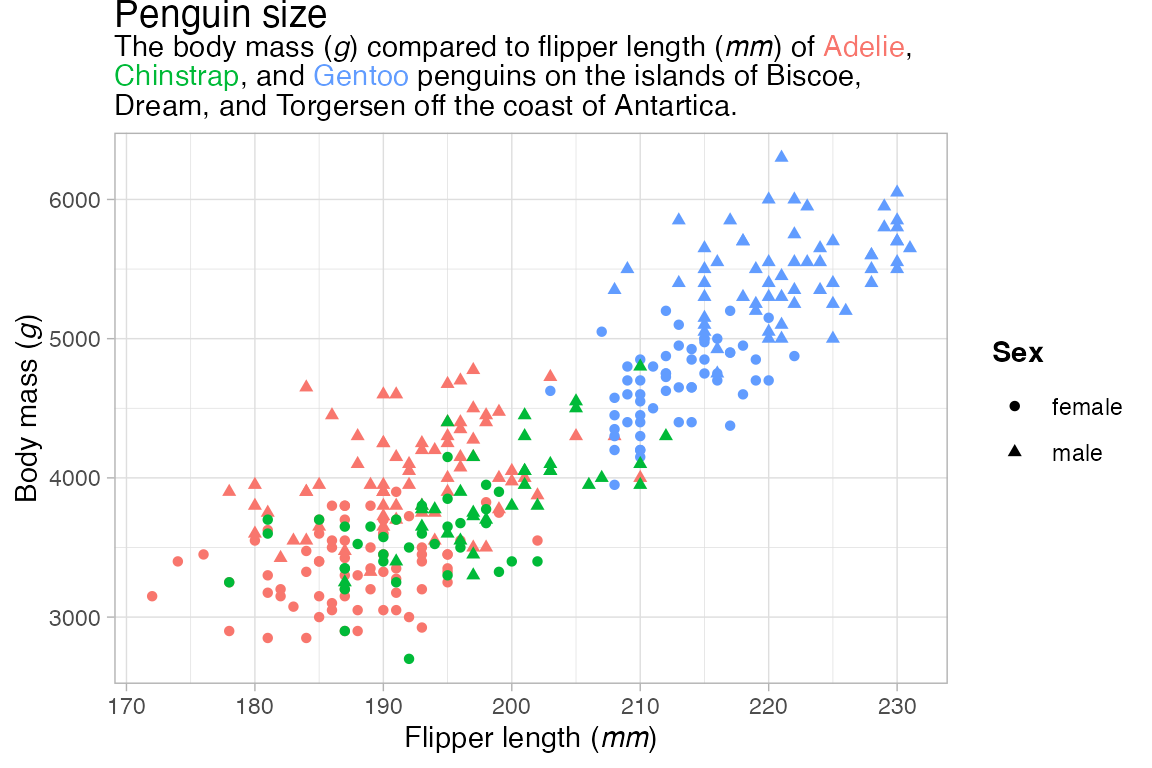 Penguin size
The body mass (g) compared to flipper length (mm) of Adelie,
Chinstrap, and Gentoo penguins on the islands of Biscoe,
Dream, and Torgersen off the coast of Antartica.
6000
5000
4000
3000
Body mass (g)
170 180 190 200 210 220 230
Flipper length (mm)
Sex
female
male